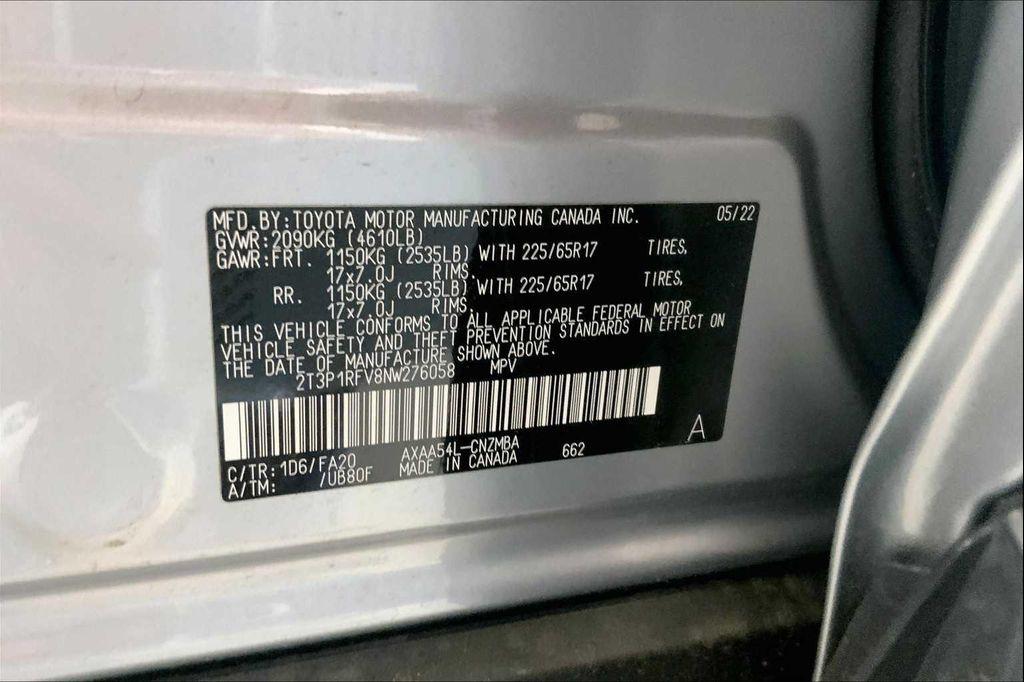 MFD.BY:TOYOTA MOTOR MANUFACTURING CANADA INC. 05/22
GVWR:2090KG (4610LB)
GAWR:FRT. 1150KG (2535LB) WITH 225/65R17 TIRES,
17x7.0J RIMS
RR. 1150KG (2535LB) WITH 225/65R17 TIRES,
17x7.0J RIMS
THIS VEHICLE CONFORMS TO ALL APPLICABLE FEDERAL MOTOR
VEHICLE SAFETY AND THEFT PREVENTION STANDARDS IN EFFECT ON
THE DATE OF MANUFACTURE SHOWN ABOVE.
2T3P1RFV8NW276058 MPV
C/TR:1D6/FA20 AXAA54L-CNZMBA 662 A
A/TM: /UB80F MADE IN CANADA